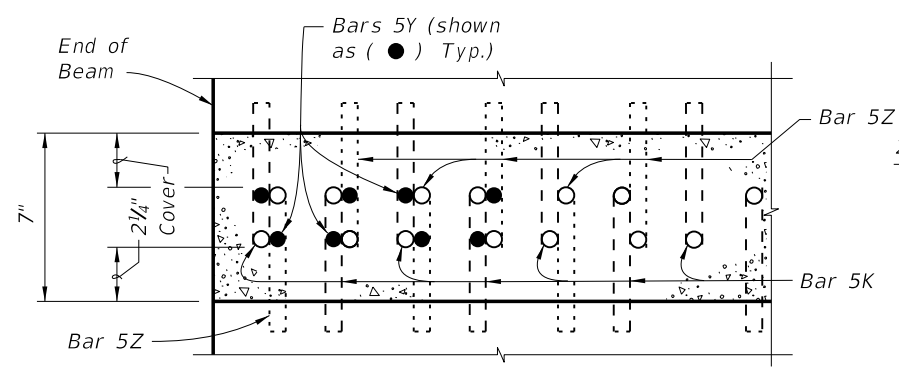 Bars 5Y (shown
as ( ● ) Typ.)
End of
Beam
Bar 5Z
7"
2¼"
Cover
Bar 5K
Bar 5Z